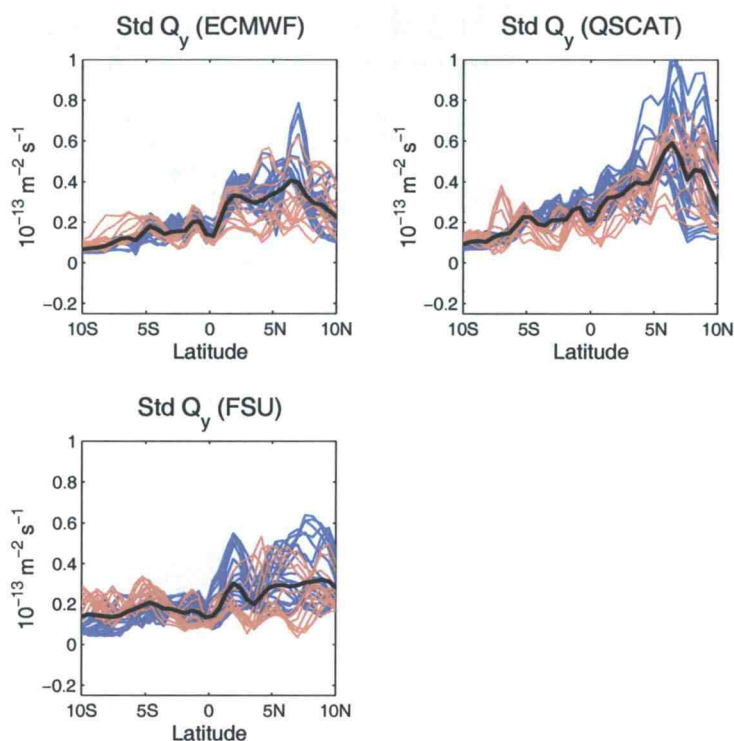 Std Q_y (ECMWF)
1
0.8
0.6
0.4
0.2
0
−0.2
10^−13 m^−2 s^−1
10S 5S 0 5N 10N
Latitude
Std Q_y (QSCAT)
1
0.8
0.6
0.4
0.2
0
−0.2
10^−13 m^−2 s^−1
10S 5S 0 5N 10N
Latitude
Std Q_y (FSU)
1
0.8
0.6
0.4
0.2
0
−0.2
10^−13 m^−2 s^−1
10S 5S 0 5N 10N
Latitude